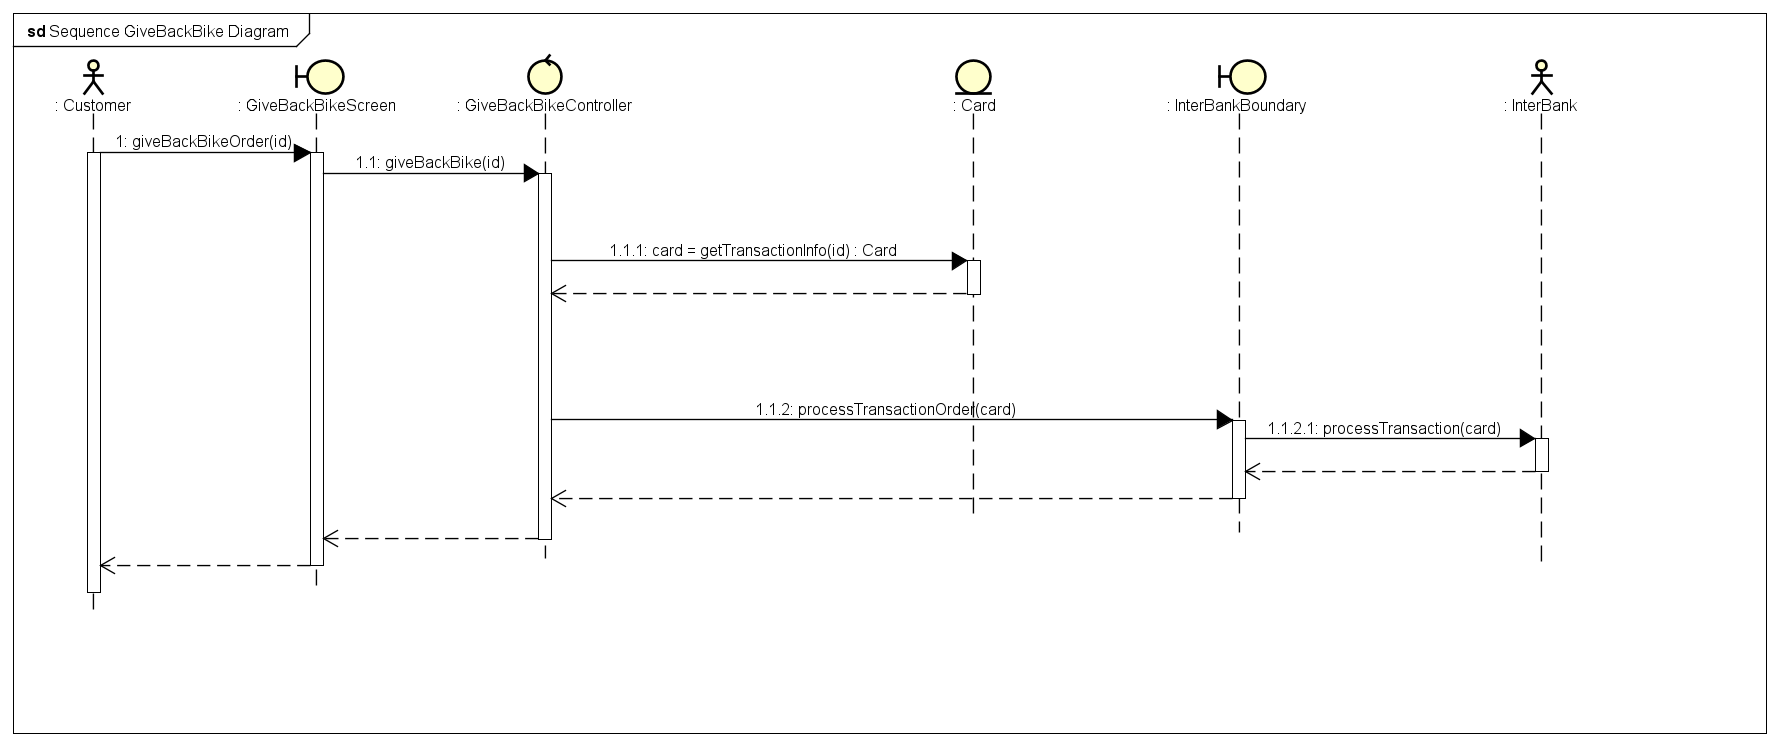 sd Sequence GiveBackBike Diagram
: Customer
: GiveBackBikeScreen
: GiveBackBikeController
: Card
: InterBankBoundary
: InterBank
1: giveBackBikeOrder(id)
1.1: giveBackBike(id)
1.1.1: card = getTransactionInfo(id) : Card
1.1.2: processTransactionOrder(card)
1.1.2.1: processTransaction(card)